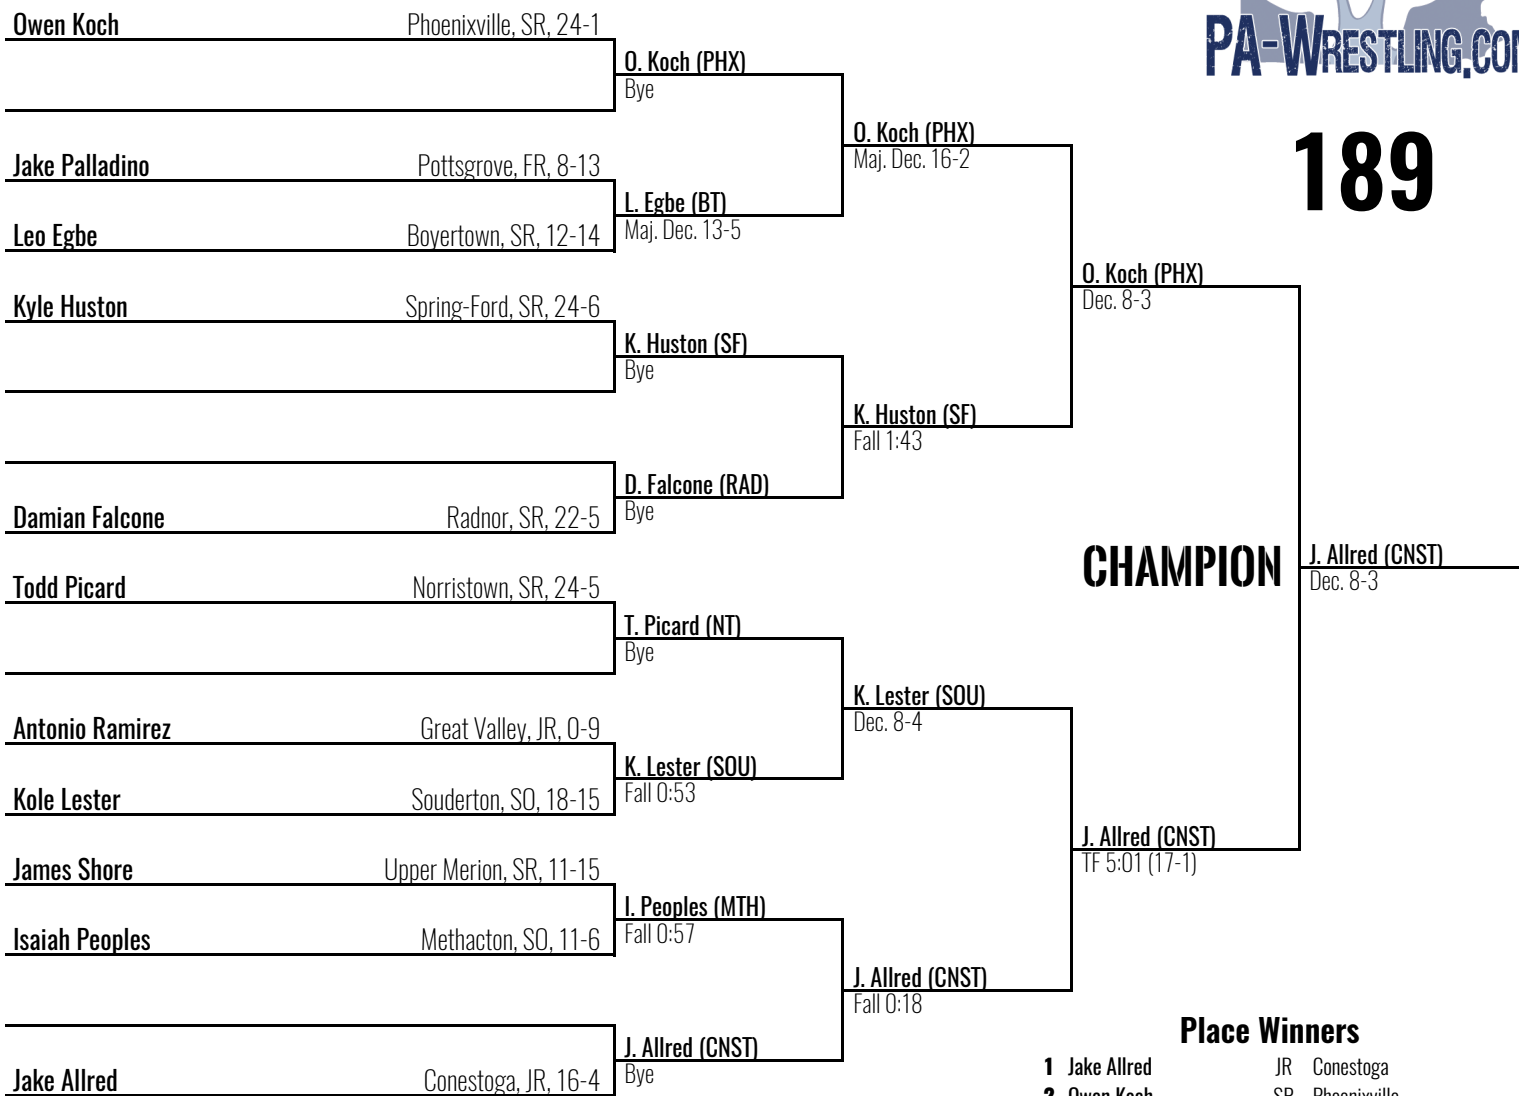 Owen Koch Phoenixville, SR, 24-1
PA-WRESTLING.COM
O. Koch (PHX)
Bye
O. Koch (PHX)
Maj. Dec. 16-2
189
Jake Palladino Pottsgrove, FR, 8-13
L. Egbe (BT)
Maj. Dec. 13-5
Leo Egbe Boyertown, SR, 12-14
O. Koch (PHX)
Dec. 8-3
Kyle Huston Spring-Ford, SR, 24-6
K. Huston (SF)
Bye
K. Huston (SF)
Fall 1:43
D. Falcone (RAD)
Bye
Damian Falcone Radnor, SR, 22-5
CHAMPION
J. Allred (CNST)
Dec. 8-3
Todd Picard Norristown, SR, 24-5
T. Picard (NT)
Bye
K. Lester (SOU)
Dec. 8-4
Antonio Ramirez Great Valley, JR, 0-9
K. Lester (SOU)
Fall 0:53
Kole Lester Souderton, SO, 18-15
J. Allred (CNST)
TF 5:01 (17-1)
James Shore Upper Merion, SR, 11-15
I. Peoples (MTH)
Fall 0:57
Isaiah Peoples Methacton, SO, 11-6
J. Allred (CNST)
Fall 0:18
J. Allred (CNST)
Bye
Jake Allred Conestoga, JR, 16-4
Place Winners
1 Jake Allred JR Conestoga
2 Owen Koch SR Phoenixville